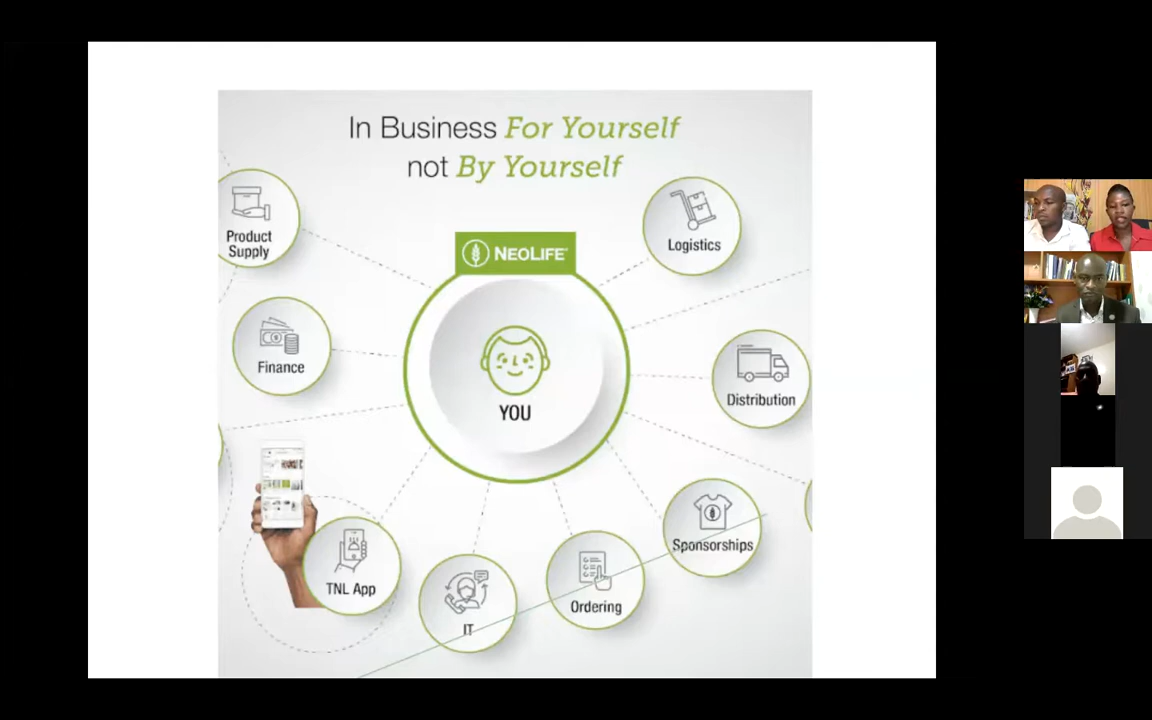 In Business For Yourself
not By Yourself
Product
Supply
Logistics
NEOLIFE
Finance
YOU
Distribution
Sponsorships
TNL App
Ordering
IT